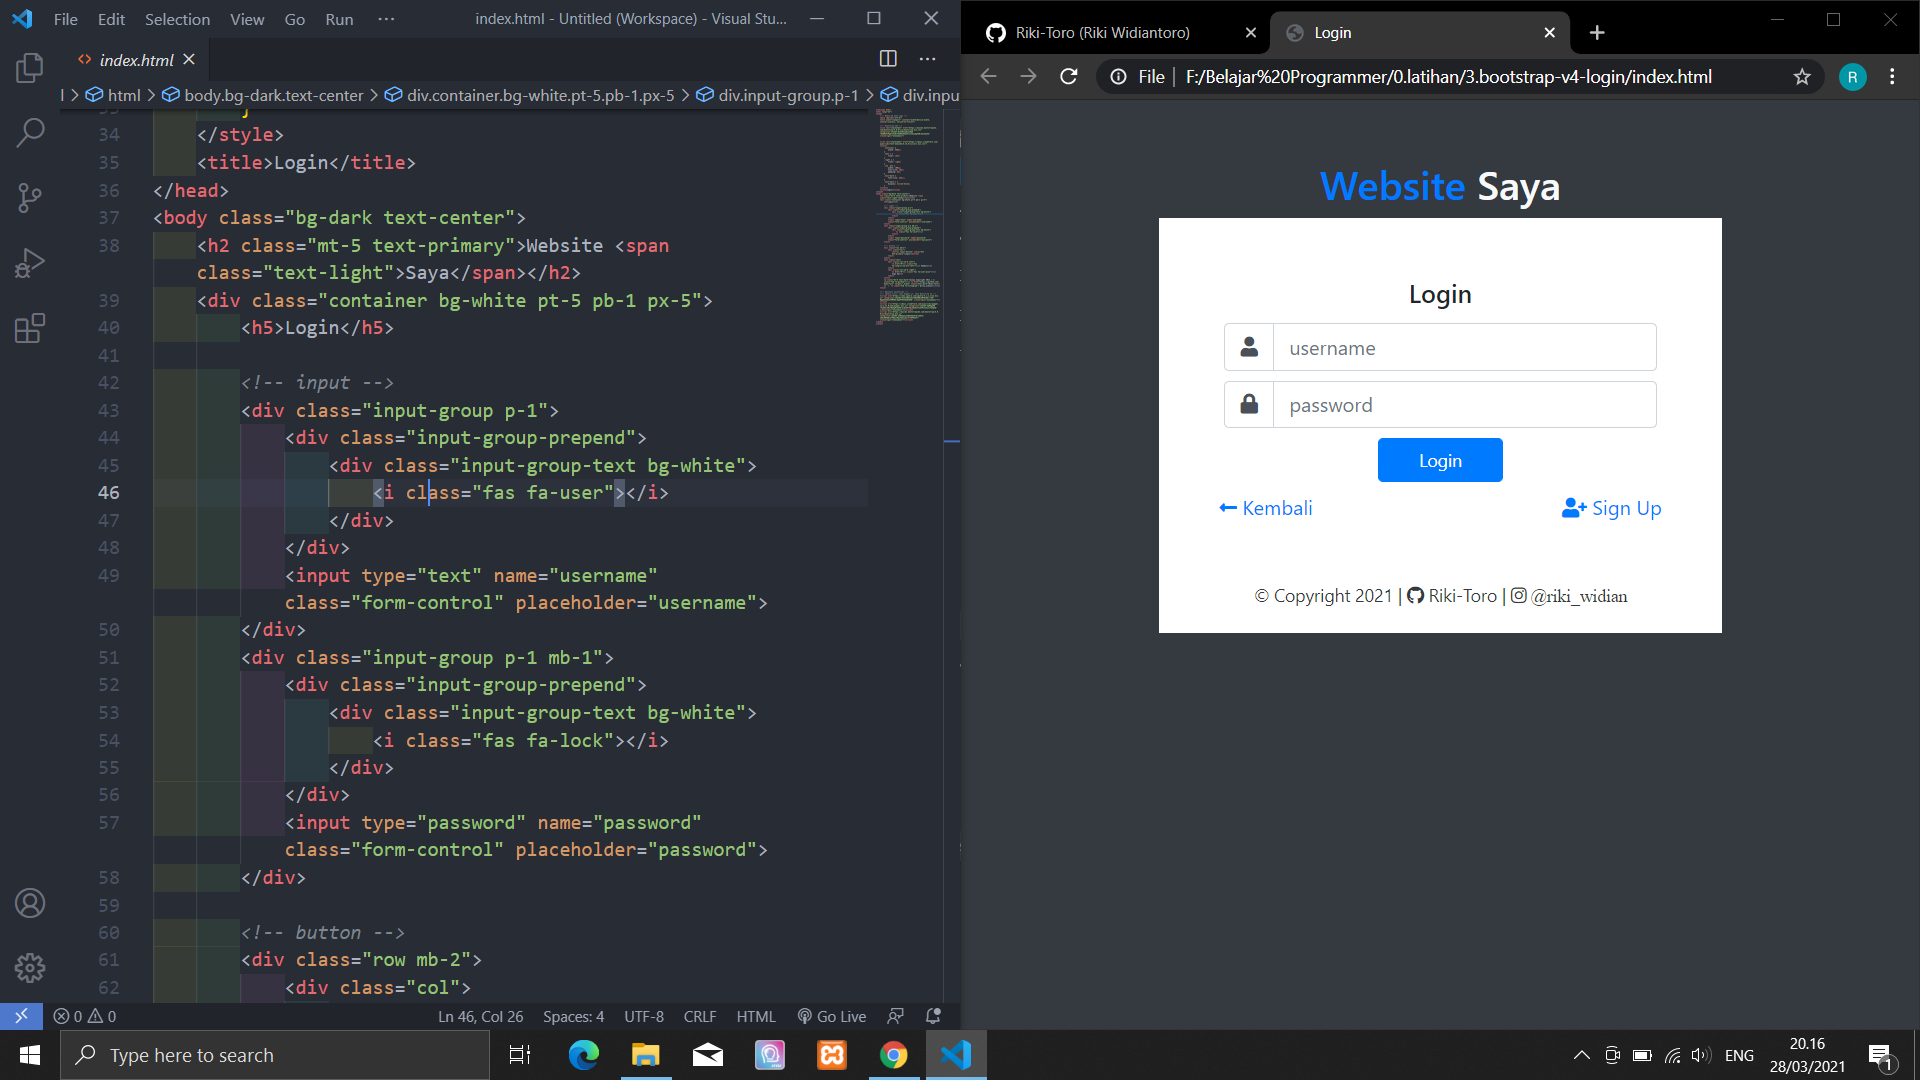 File Edit Selection View Go Run ··· index.html - Untitled (Workspace) - Visual Stu...
index.html
html > body.bg-dark.text-center > div.container.bg-white.pt-5.pb-1.px-5 > div.input-group.p-1 > div.inpu
34 </style>
35 <title>Login</title>
36 </head>
37 <body class="bg-dark text-center">
38 <h2 class="mt-5 text-primary">Website <span
class="text-light">Saya</span></h2>
39 <div class="container bg-white pt-5 pb-1 px-5">
40 <h5>Login</h5>
41
42 <!-- input -->
43 <div class="input-group p-1">
44 <div class="input-group-prepend">
45 <div class="input-group-text bg-white">
46 <i class="fas fa-user"></i>
47 </div>
48 </div>
49 <input type="text" name="username"
class="form-control" placeholder="username">
50 </div>
51 <div class="input-group p-1 mb-1">
52 <div class="input-group-prepend">
53 <div class="input-group-text bg-white">
54 <i class="fas fa-lock"></i>
55 </div>
56 </div>
57 <input type="password" name="password"
class="form-control" placeholder="password">
58 </div>
59
60 <!-- button -->
61 <div class="row mb-2">
62 <div class="col">
0 0 Ln 46, Col 26 Spaces: 4 UTF-8 CRLF HTML Go Live
Riki-Toro (Riki Widiantoro) Login
File | F:/Belajar%20Programmer/0.latihan/3.bootstrap-v4-login/index.html R
Website Saya
Login
username
password
Login
Kembali Sign Up
© Copyright 2021 | Riki-Toro | @riki_widian
Type here to search
ENG 20.16
28/03/2021 1